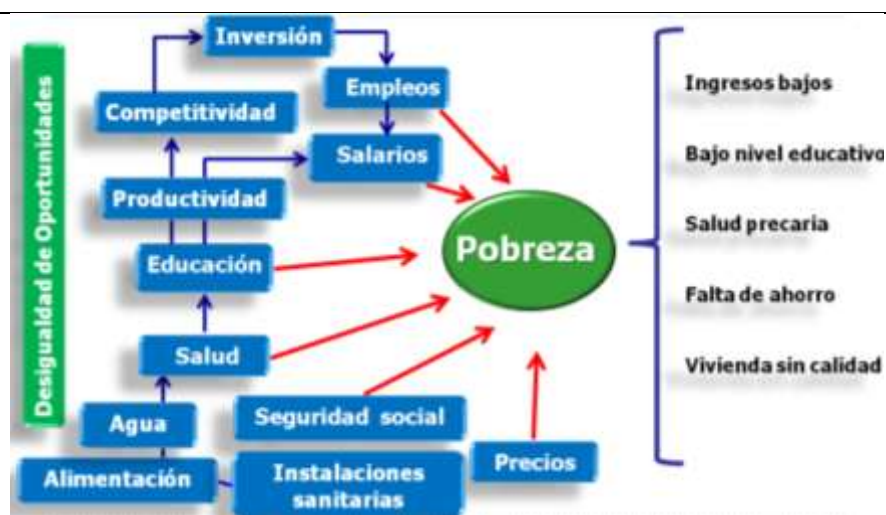 Desigualdad de Oportunidades
Inversión
Empleos
Competitividad
Salarios
Productividad
Educación
Salud
Agua
Alimentación
Seguridad social
Instalaciones
sanitarias
Precios
Pobreza
Ingresos bajos
Bajo nivel educativo
Salud precaria
Falta de ahorro
Vivienda sin calidad